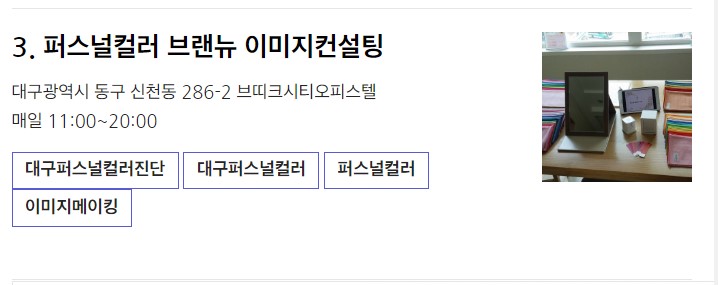 3. 퍼스널컬러 브랜뉴 이미지컨설팅
대구광역시 동구 신천동 286-2 브띠크시티오피스텔
매일 11:00~20:00
대구퍼스널컬러진단 대구퍼스널컬러 퍼스널컬러
이미지메이킹